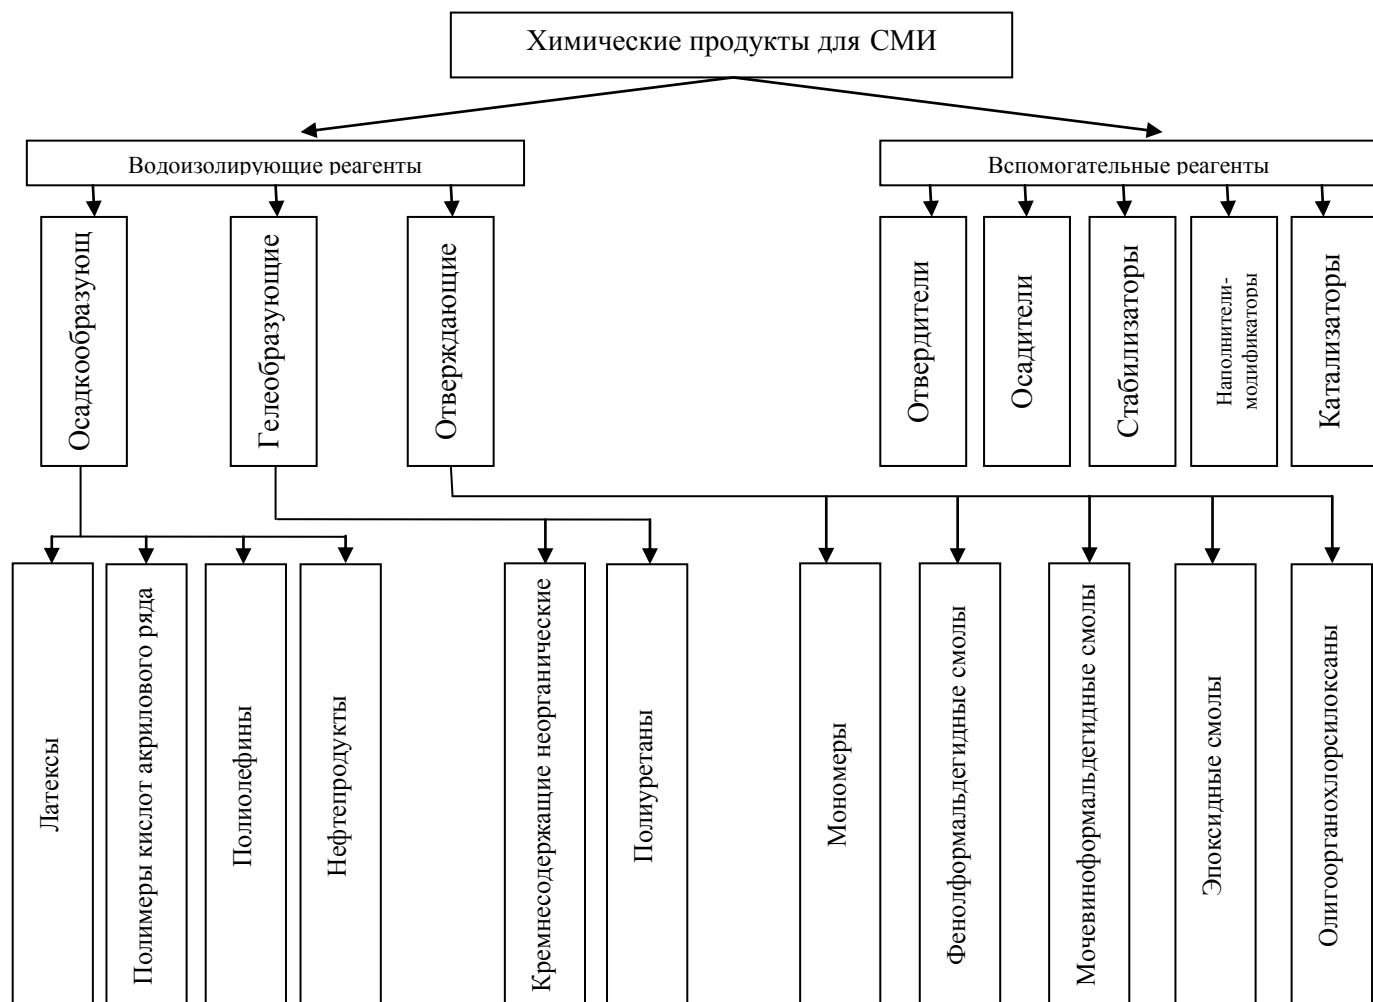 Химические продукты для СМИ
Водоизолирующие реагенты
Вспомогательные реагенты
Осадкообразующ
Гелеобразующие
Отверждающие
Отвердители
Осадители
Стабилизаторы
Наполнители-
модификаторы
Катализаторы
Латексы
Полимеры кислот акрилового ряда
Полиолефины
Нефтепродукты
Кремнесодержащие неорганические
Полиуретаны
Мономеры
Фенолформальдегидные смолы
Мочевиноформальдегидные смолы
Эпоксидные смолы
Олигоорганохлорсилоксаны